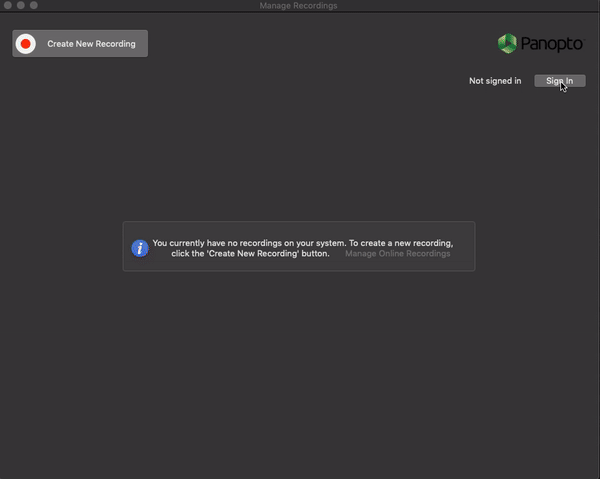 Manage Recordings
Create New Recording
Panopto
Not signed in
Sign In
You currently have no recordings on your system. To create a new recording,
click the 'Create New Recording' button. Manage Online Recordings